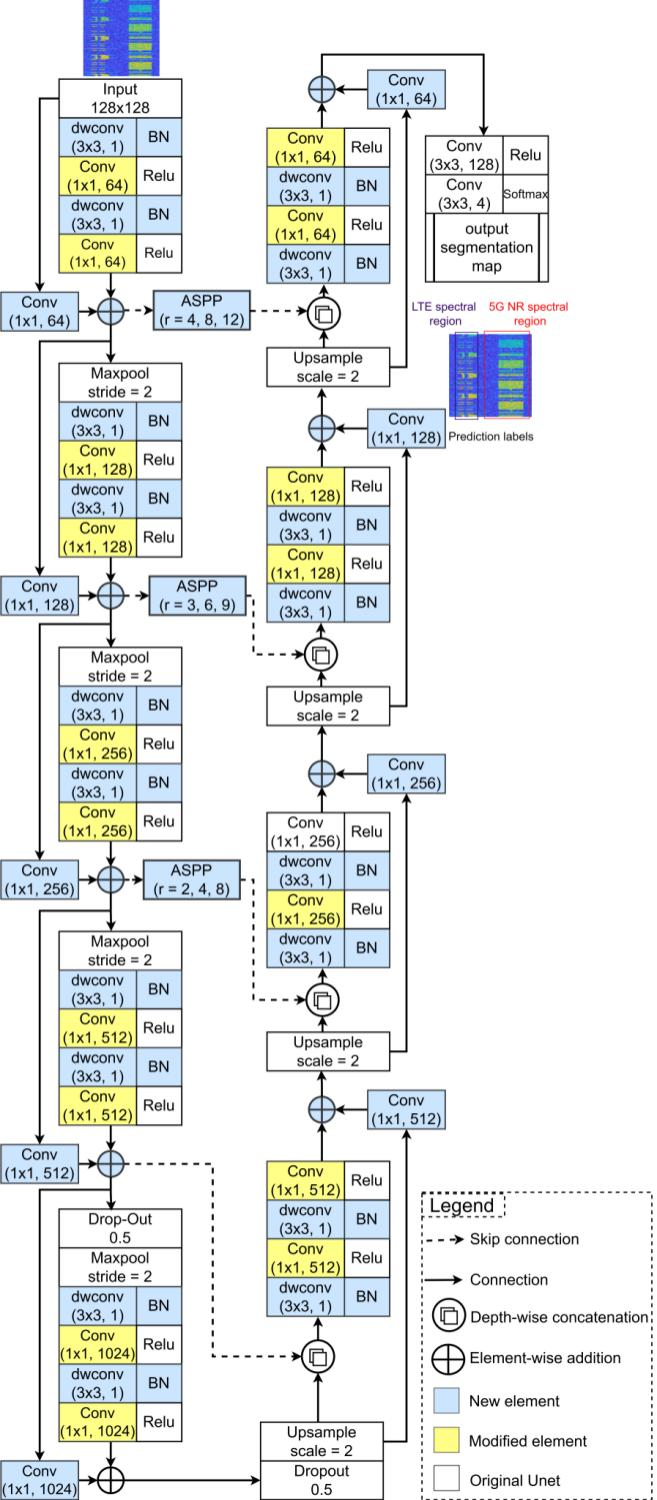 Input
128x128
dwconv
(3x3, 1)
BN
Conv
(1x1, 64)
Relu
dwconv
(3x3, 1)
BN
Conv
(1x1, 64)
Relu
Conv
(1x1, 64)
ASPP
(r = 4, 8, 12)
Maxpool
stride = 2
dwconv
(3x3, 1)
BN
Conv
(1x1, 128)
Relu
dwconv
(3x3, 1)
BN
Conv
(1x1, 128)
Relu
Conv
(1x1, 128)
ASPP
(r = 3, 6, 9)
Maxpool
stride = 2
dwconv
(3x3, 1)
BN
Conv
(1x1, 256)
Relu
dwconv
(3x3, 1)
BN
Conv
(1x1, 256)
Relu
Conv
(1x1, 256)
ASPP
(r = 2, 4, 8)
Maxpool
stride = 2
dwconv
(3x3, 1)
BN
Conv
(1x1, 512)
Relu
dwconv
(3x3, 1)
BN
Conv
(1x1, 512)
Relu
Conv
(1x1, 512)
Drop-Out
0.5
Maxpool
stride = 2
dwconv
(3x3, 1)
BN
Conv
(1x1, 1024)
Relu
dwconv
(3x3, 1)
BN
Conv
(1x1, 1024)
Relu
Conv
(1x1, 1024)
Conv
(1x1, 64)
Conv
(1x1, 64)
Relu
dwconv
(3x3, 1)
BN
Conv
(1x1, 64)
Relu
dwconv
(3x3, 1)
BN
Upsample
scale = 2
Conv
(1x1, 128)
Conv
(1x1, 128)
Relu
dwconv
(3x3, 1)
BN
Conv
(1x1, 128)
Relu
dwconv
(3x3, 1)
BN
Upsample
scale = 2
Conv
(1x1, 256)
Conv
(1x1, 256)
Relu
dwconv
(3x3, 1)
BN
Conv
(1x1, 256)
Relu
dwconv
(3x3, 1)
BN
Upsample
scale = 2
Conv
(1x1, 512)
Conv
(1x1, 512)
Relu
dwconv
(3x3, 1)
BN
Conv
(1x1, 512)
Relu
dwconv
(3x3, 1)
BN
Upsample
scale = 2
Dropout
0.5
Conv
(3x3, 128)
Relu
Conv
(3x3, 4)
Softmax
output
segmentation
map
LTE spectral
region
5G NR spectral
region
Prediction labels
Legend
Skip connection
Connection
Depth-wise concatenation
Element-wise addition
New element
Modified element
Original Unet